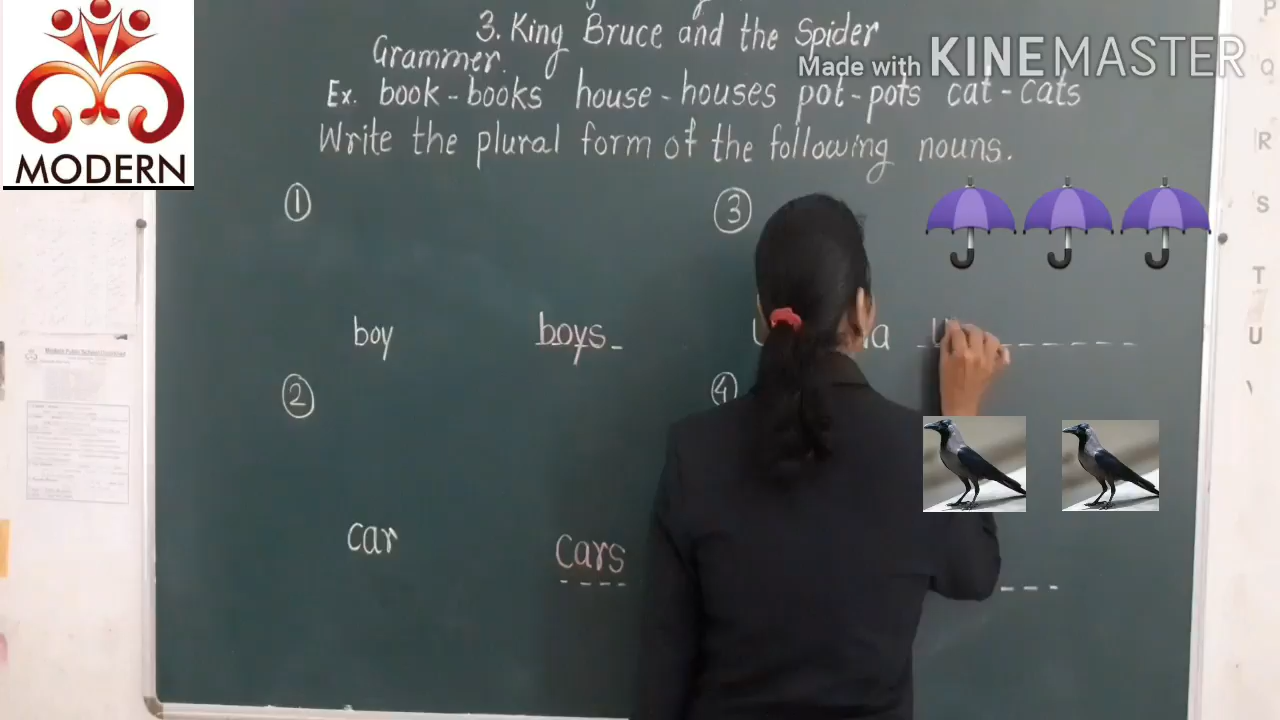 MODERN
Made with KINEMASTER
3. King Bruce and the Spider
Grammer.
Ex. book - books house - houses pot - pots cat - cats
Write the plural form of the following nouns.
① ③
boy boys
② ④
car cars
P
Q
R
S
T
U